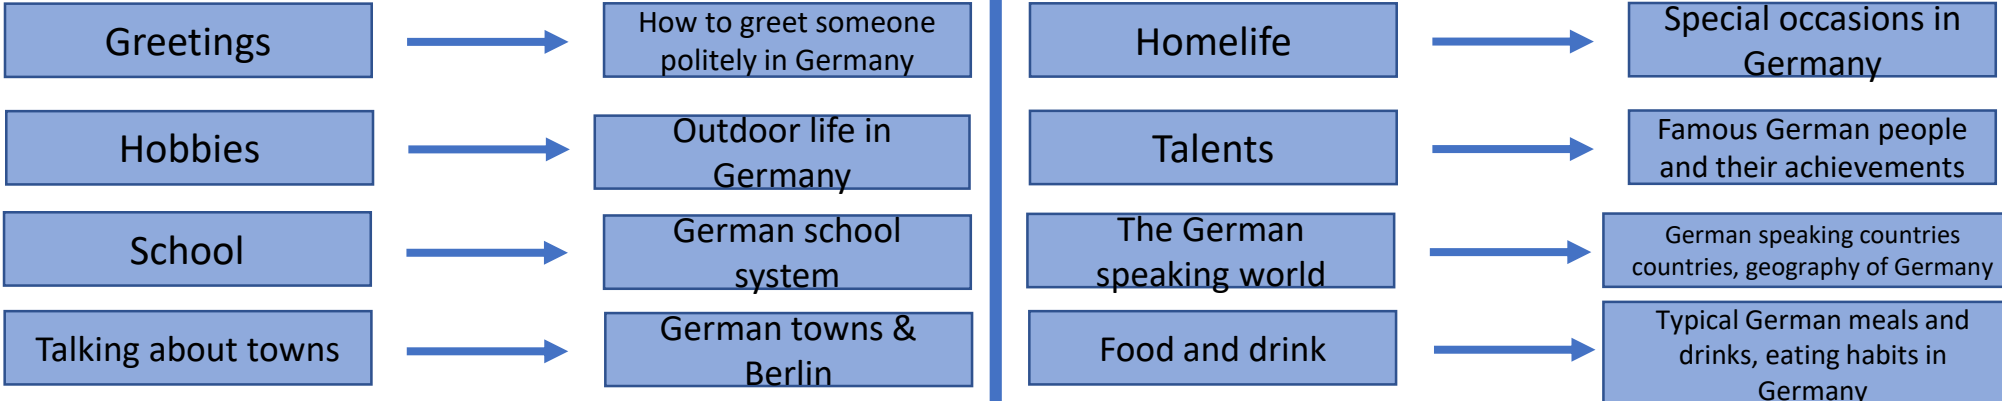 Greetings
How to greet someone
politely in Germany
Hobbies
Outdoor life in
Germany
School
German school
system
Talking about towns
German towns &
Berlin
Homelife
Special occasions in
Germany
Talents
Famous German people
and their achievements
The German
speaking world
German speaking countries
countries, geography of Germany
Food and drink
Typical German meals and
drinks, eating habits in
Germany